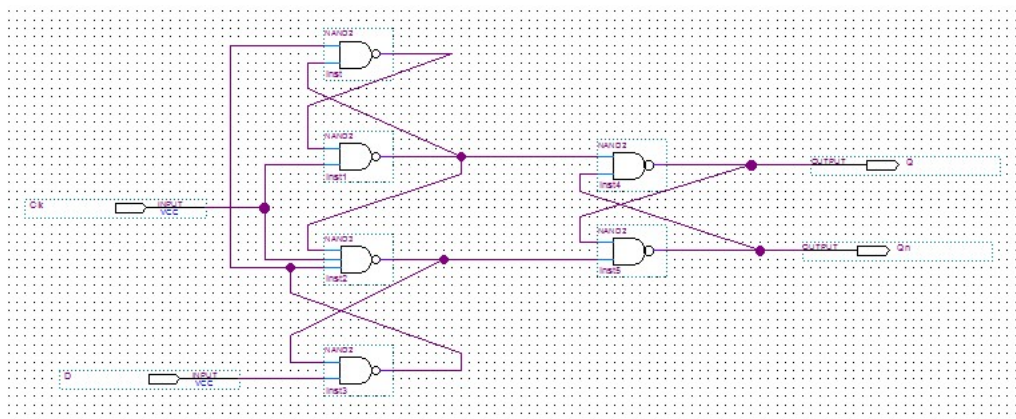 NAND2
inst
NAND2
inst1
NAND2
inst4
OUTPUT
Q
Clk
INPUT
VCC
NAND2
inst2
NAND2
inst5
OUTPUT
Qn
NAND2
inst3
D
INPUT
VCC